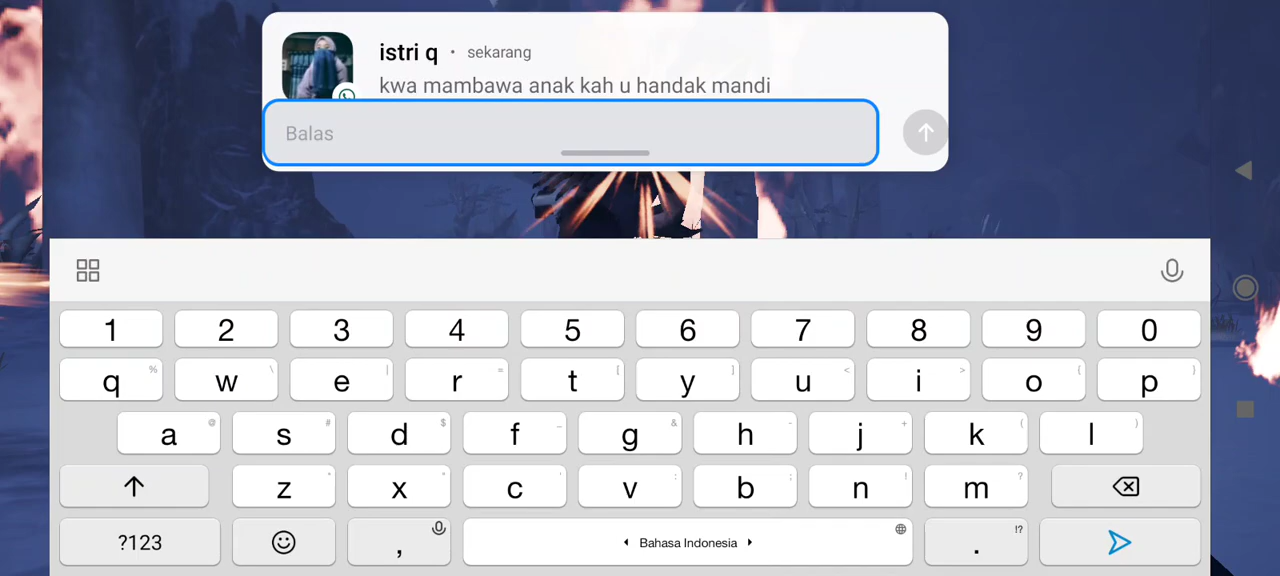 istri q · sekarang
kwa mambawa anak kah u handak mandi
Balas
1 2 3 4 5 6 7 8 9 0
q % w \ e | r = t [ y ] u < i > o { p }
a @ s # d $ f _ g & h - j + k ( l )
z x c v b n m
?123 , Bahasa Indonesia . !?